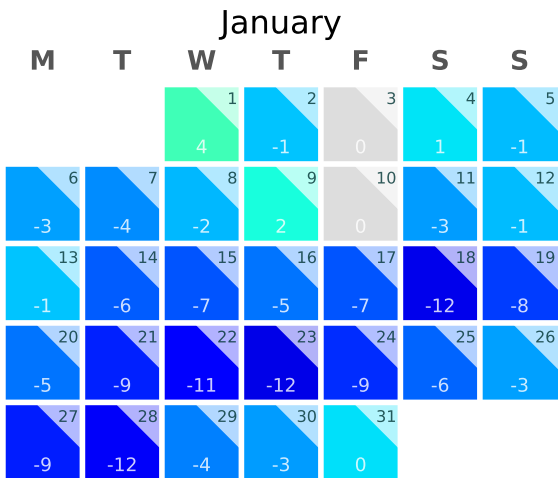 January
M T W T F S S
1 2 3 4 5
4 -1 0 1 -1
6 7 8 9 10 11 12
-3 -4 -2 2 0 -3 -1
13 14 15 16 17 18 19
-1 -6 -7 -5 -7 -12 -8
20 21 22 23 24 25 26
-5 -9 -11 -12 -9 -6 -3
27 28 29 30 31
-9 -12 -4 -3 0